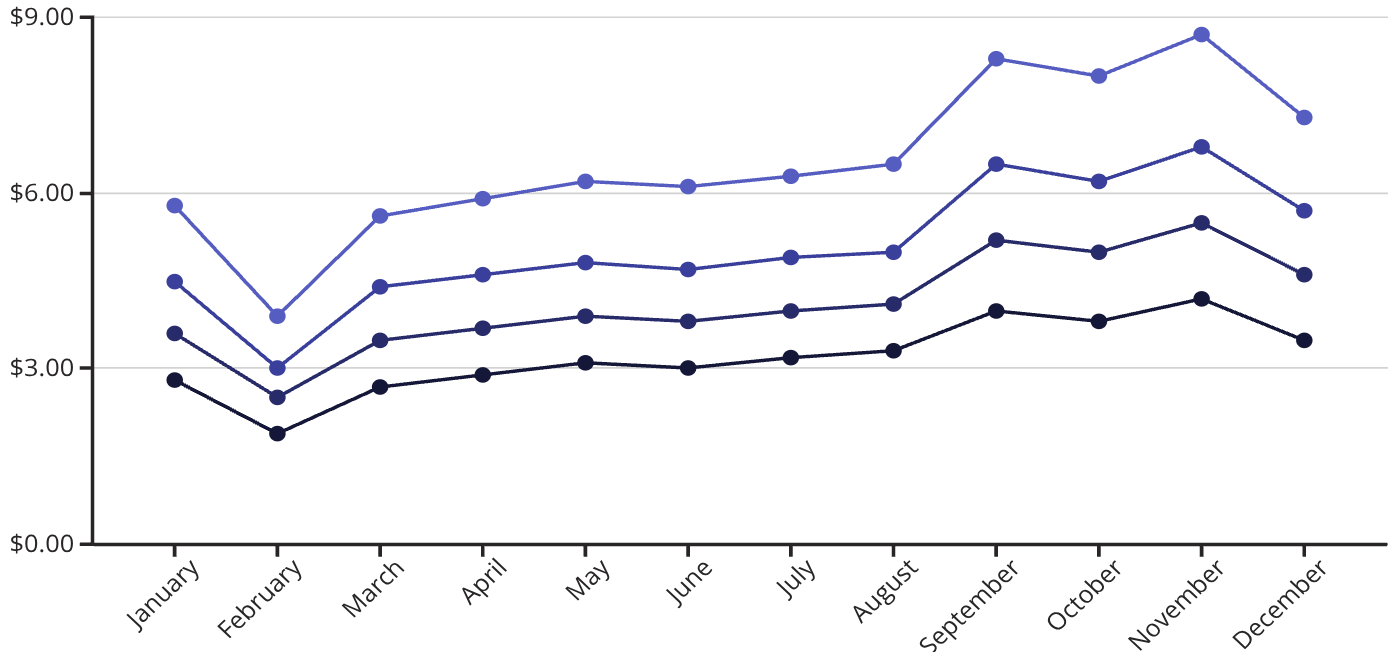 $9.00
$6.00
$3.00
$0.00
January
February
March
April
May
June
July
August
September
October
November
December